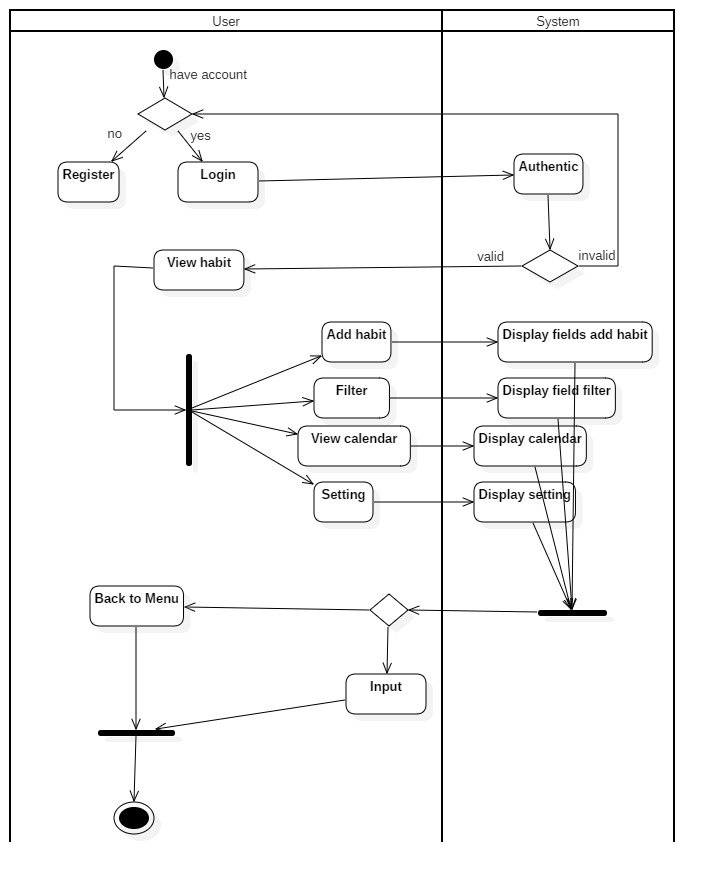 User
System
have account
no
yes
Register
Login
Authentic
View habit
valid
invalid
Add habit
Display fields add habit
Filter
Display field filter
View calendar
Display calendar
Setting
Display setting
Back to Menu
Input